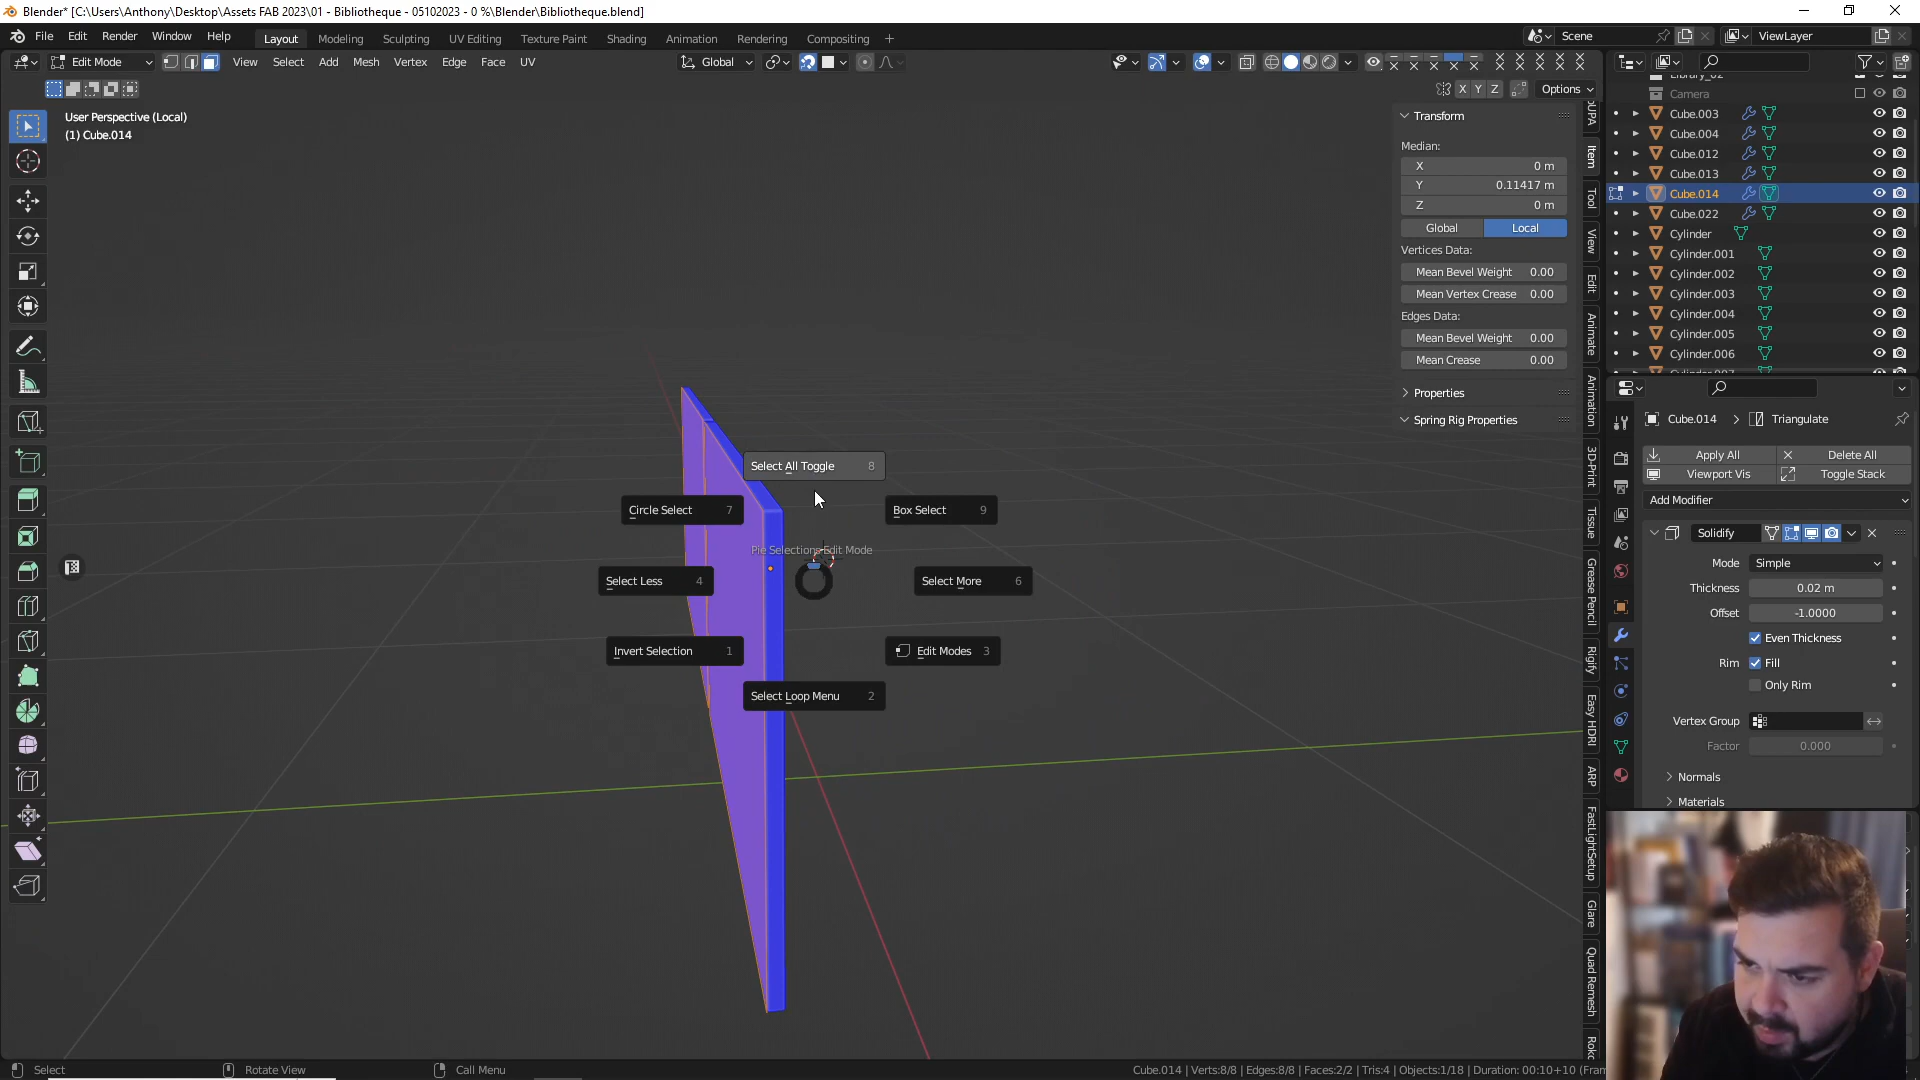 Blender* [C:\Users\Anthony\Desktop\Assets FAB 2023\01 - Bibliotheque - 05102023 - 0 %\Blender\Bibliotheque.blend]
File Edit Render Window Help Layout Modeling Sculpting UV Editing Texture Paint Shading Animation Rendering Compositing Scene ViewLayer
Edit Mode View Select Add Mesh Vertex Edge Face UV Global
X Y Z Options
User Perspective (Local)
(1) Cube.014
Select All Toggle 8
Circle Select 7
Box Select 9
Pie Selections Edit Mode
Select Less 4
Select More 6
Invert Selection 1
Edit Modes 3
Select Loop Menu 2
Transform
Median:
X 0 m
Y 0.11417 m
Z 0 m
Global Local
Vertices Data:
Mean Bevel Weight 0.00
Mean Vertex Crease 0.00
Edges Data:
Mean Bevel Weight 0.00
Mean Crease 0.00
Properties
Spring Rig Properties
Item
Tool
View
Edit
Animate
Animation
3D-Print
Tissue
Grease Pencil
Rigify
Easy HDRI
ARP
FastLightSetup
Glare
Quad Remesh
Camera
Cube.003
Cube.004
Cube.012
Cube.013
Cube.014
Cube.022
Cylinder
Cylinder.001
Cylinder.002
Cylinder.003
Cylinder.004
Cylinder.005
Cylinder.006
Cube.014 Triangulate
Apply All Delete All
Viewport Vis Toggle Stack
Add Modifier
Solidify
Mode Simple
Thickness 0.02 m
Offset -1.0000
Even Thickness
Rim Fill
Only Rim
Vertex Group
Factor 0.000
Normals
Materials
Select Rotate View Call Menu
Cube.014 | Verts:8/8 | Edges:8/8 | Faces:2/2 | Tris:4 | Objects:1/18 | Duration: 00:10+10 (Fram